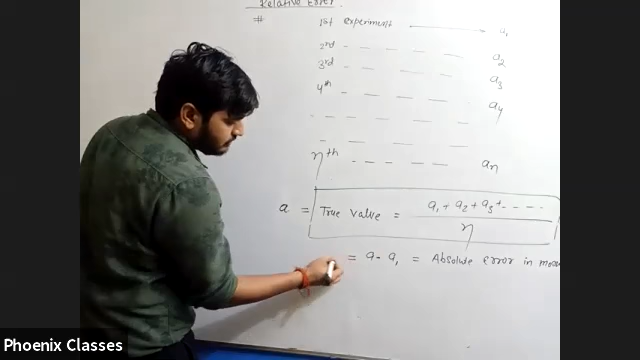 Relative Error
# 1st experiment → a₁
2nd — — — — a₂
3rd — — — — a₃
4th — — — — a₄
— — — —
— — — —
nth — — — — aₙ
a = True value = a₁ + a₂ + a₃ + - - - - / n
= a - a₁ = Absolute error in
Phoenix Classes